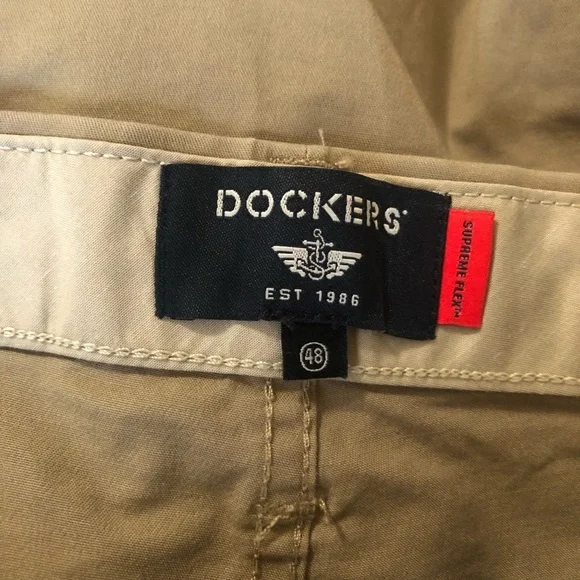 DOCKERS®
EST 1986
SUPREME FLEX™
48